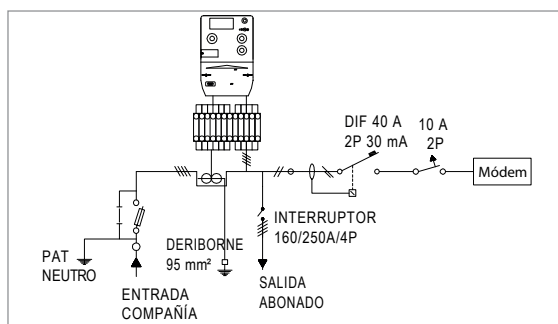 DIF 40 A
2P 30 mA
10 A
2P
Módem
INTERRUPTOR
160/250A/4P
DERIBORNE
95 mm²
PAT
NEUTRO
ENTRADA
COMPAÑÍA
SALIDA
ABONADO